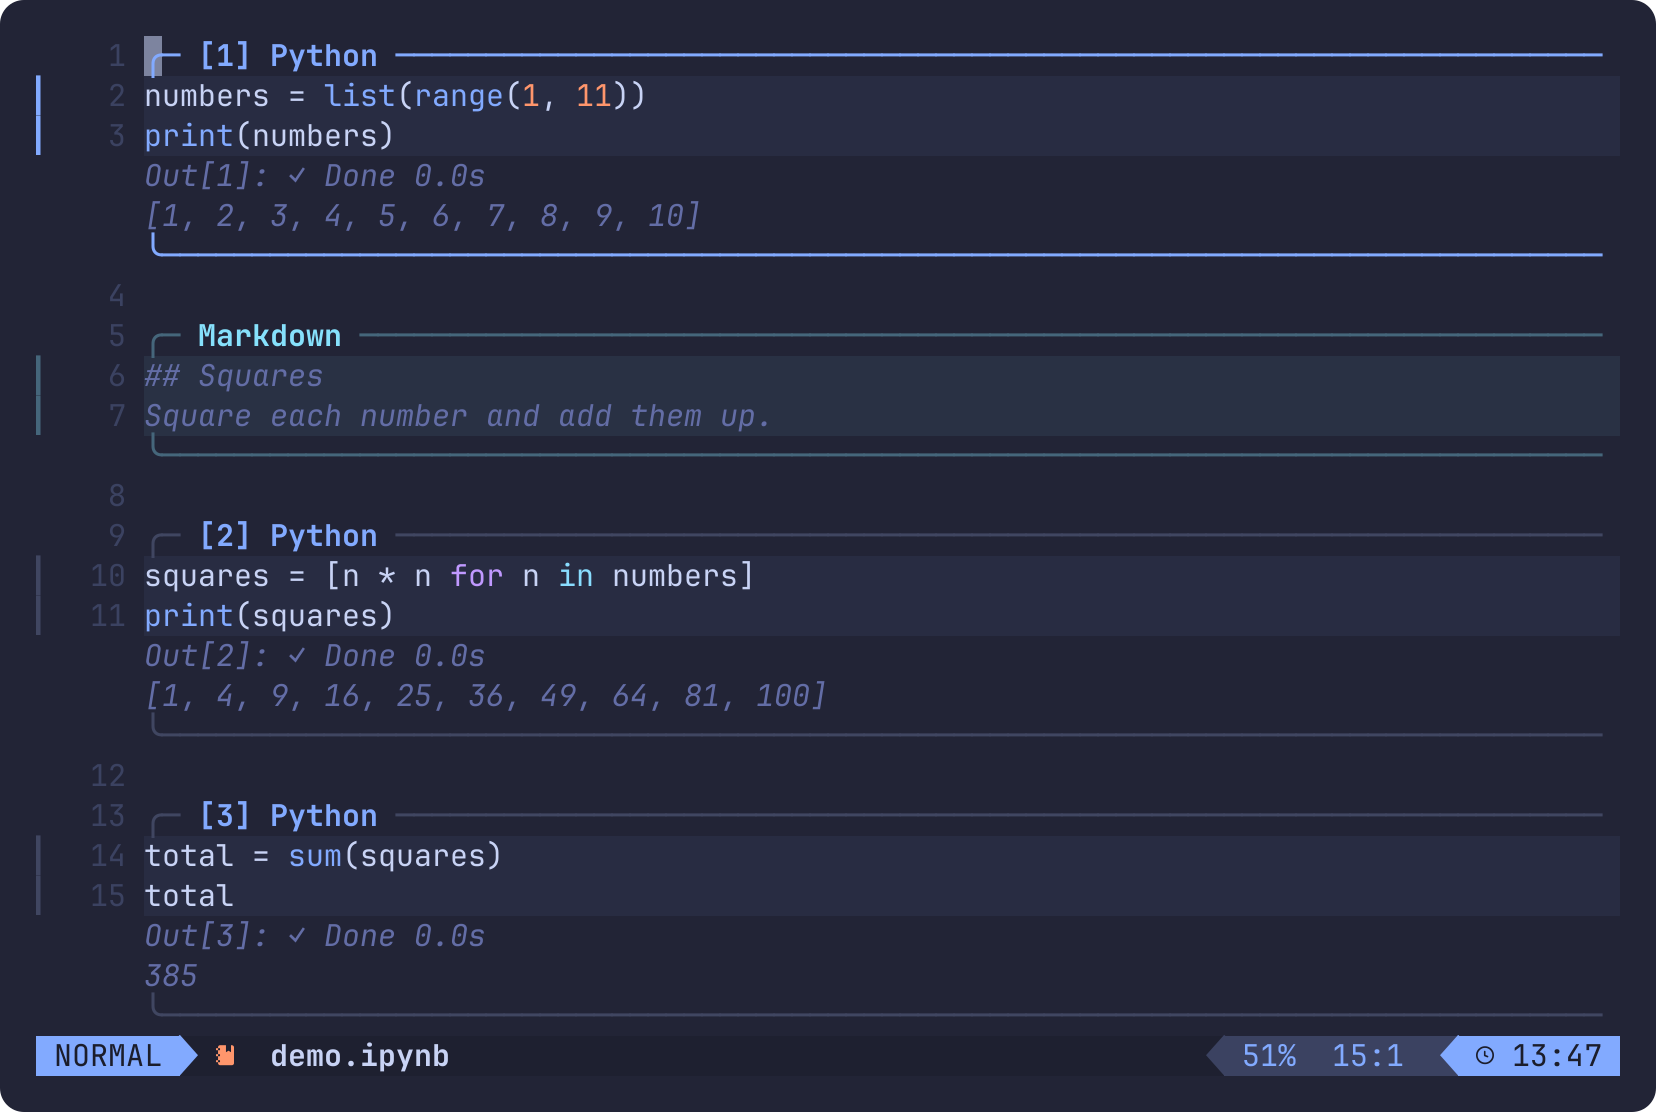 1 [1] Python
2 numbers = list(range(1, 11))
3 print(numbers)
Out[1]: ✓ Done 0.0s
[1, 2, 3, 4, 5, 6, 7, 8, 9, 10]
4
5 Markdown
6 ## Squares
7 Square each number and add them up.
8
9 [2] Python
10 squares = [n * n for n in numbers]
11 print(squares)
Out[2]: ✓ Done 0.0s
[1, 4, 9, 16, 25, 36, 49, 64, 81, 100]
12
13 [3] Python
14 total = sum(squares)
15 total
Out[3]: ✓ Done 0.0s
385
NORMAL demo.ipynb 51% 15:1 13:47